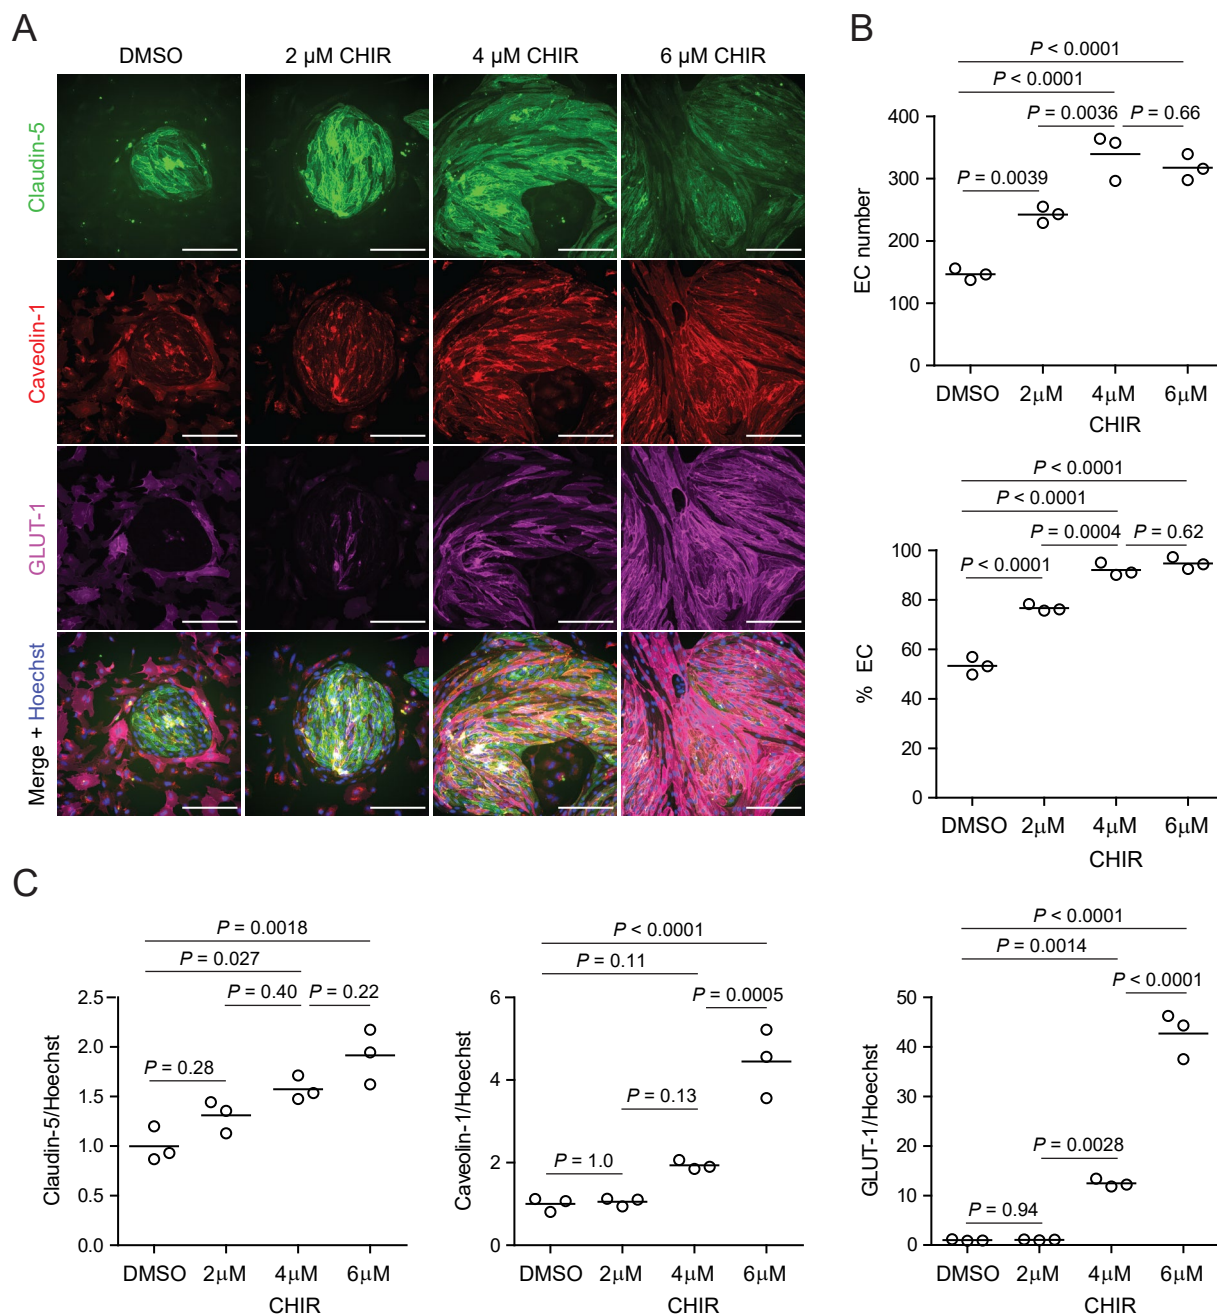 A
DMSO 2 μM CHIR 4 μM CHIR 6 μM CHIR
Claudin-5
Caveolin-1
GLUT-1
Merge + Hoechst
B
P < 0.0001
P < 0.0001
P = 0.0036 P = 0.66
P = 0.0039
EC number
400
300
200
100
0
DMSO 2μM 4μM 6μM
CHIR
P < 0.0001
P < 0.0001
P = 0.0004 P = 0.62
P < 0.0001
% EC
100
80
60
40
20
0
DMSO 2μM 4μM 6μM
CHIR
C
P = 0.0018
P = 0.027
P = 0.40 P = 0.22
P = 0.28
Claudin-5/Hoechst
2.5
2.0
1.5
1.0
0.5
0.0
DMSO 2μM 4μM 6μM
CHIR
P < 0.0001
P = 0.11
P = 0.0005
P = 0.13
P = 1.0
Caveolin-1/Hoechst
6
4
2
0
DMSO 2μM 4μM 6μM
CHIR
P < 0.0001
P = 0.0014
P < 0.0001
P = 0.0028
P = 0.94
GLUT-1/Hoechst
50
40
30
20
10
0
DMSO 2μM 4μM 6μM
CHIR